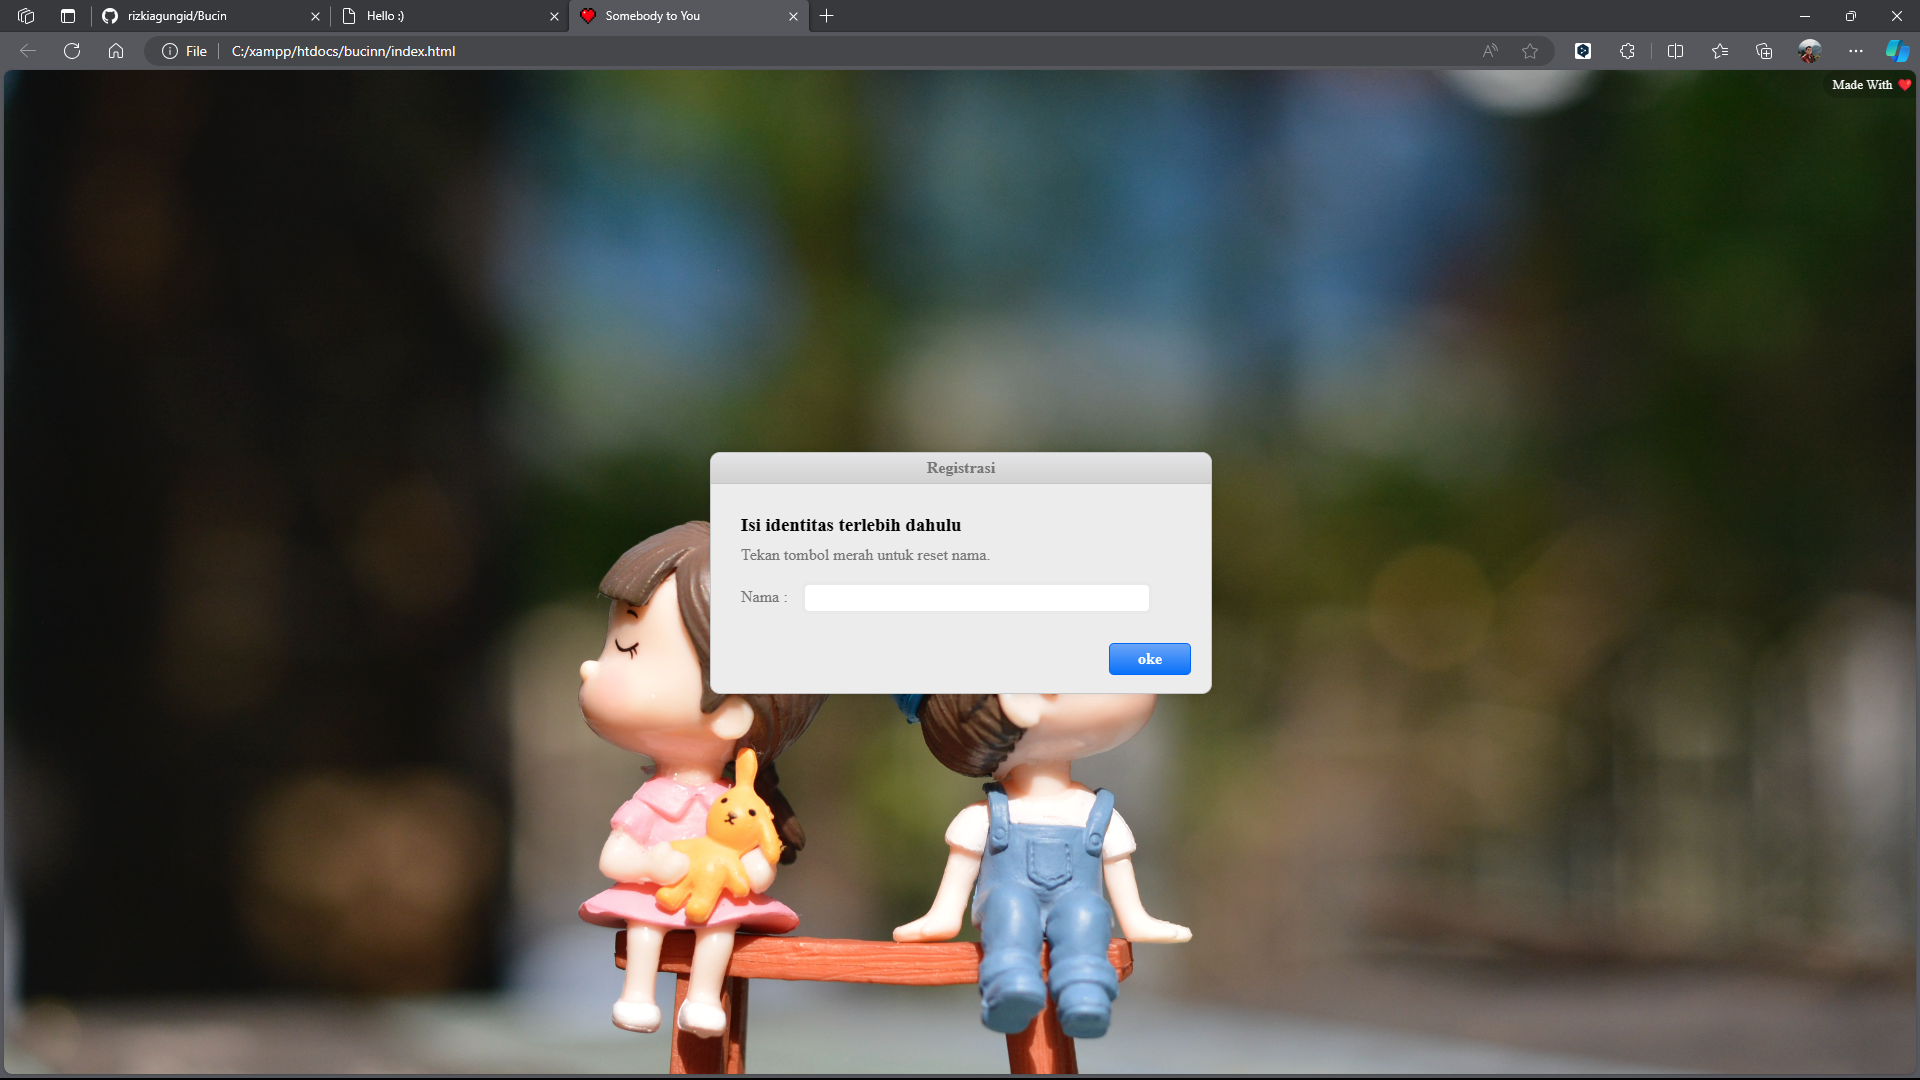 rizkiagungid/Bucin
Hello :)
Somebody to You
File
C:/xampp/htdocs/bucinn/index.html
Made With ❤️
Registrasi
Isi identitas terlebih dahulu
Tekan tombol merah untuk reset nama.
Nama :
oke